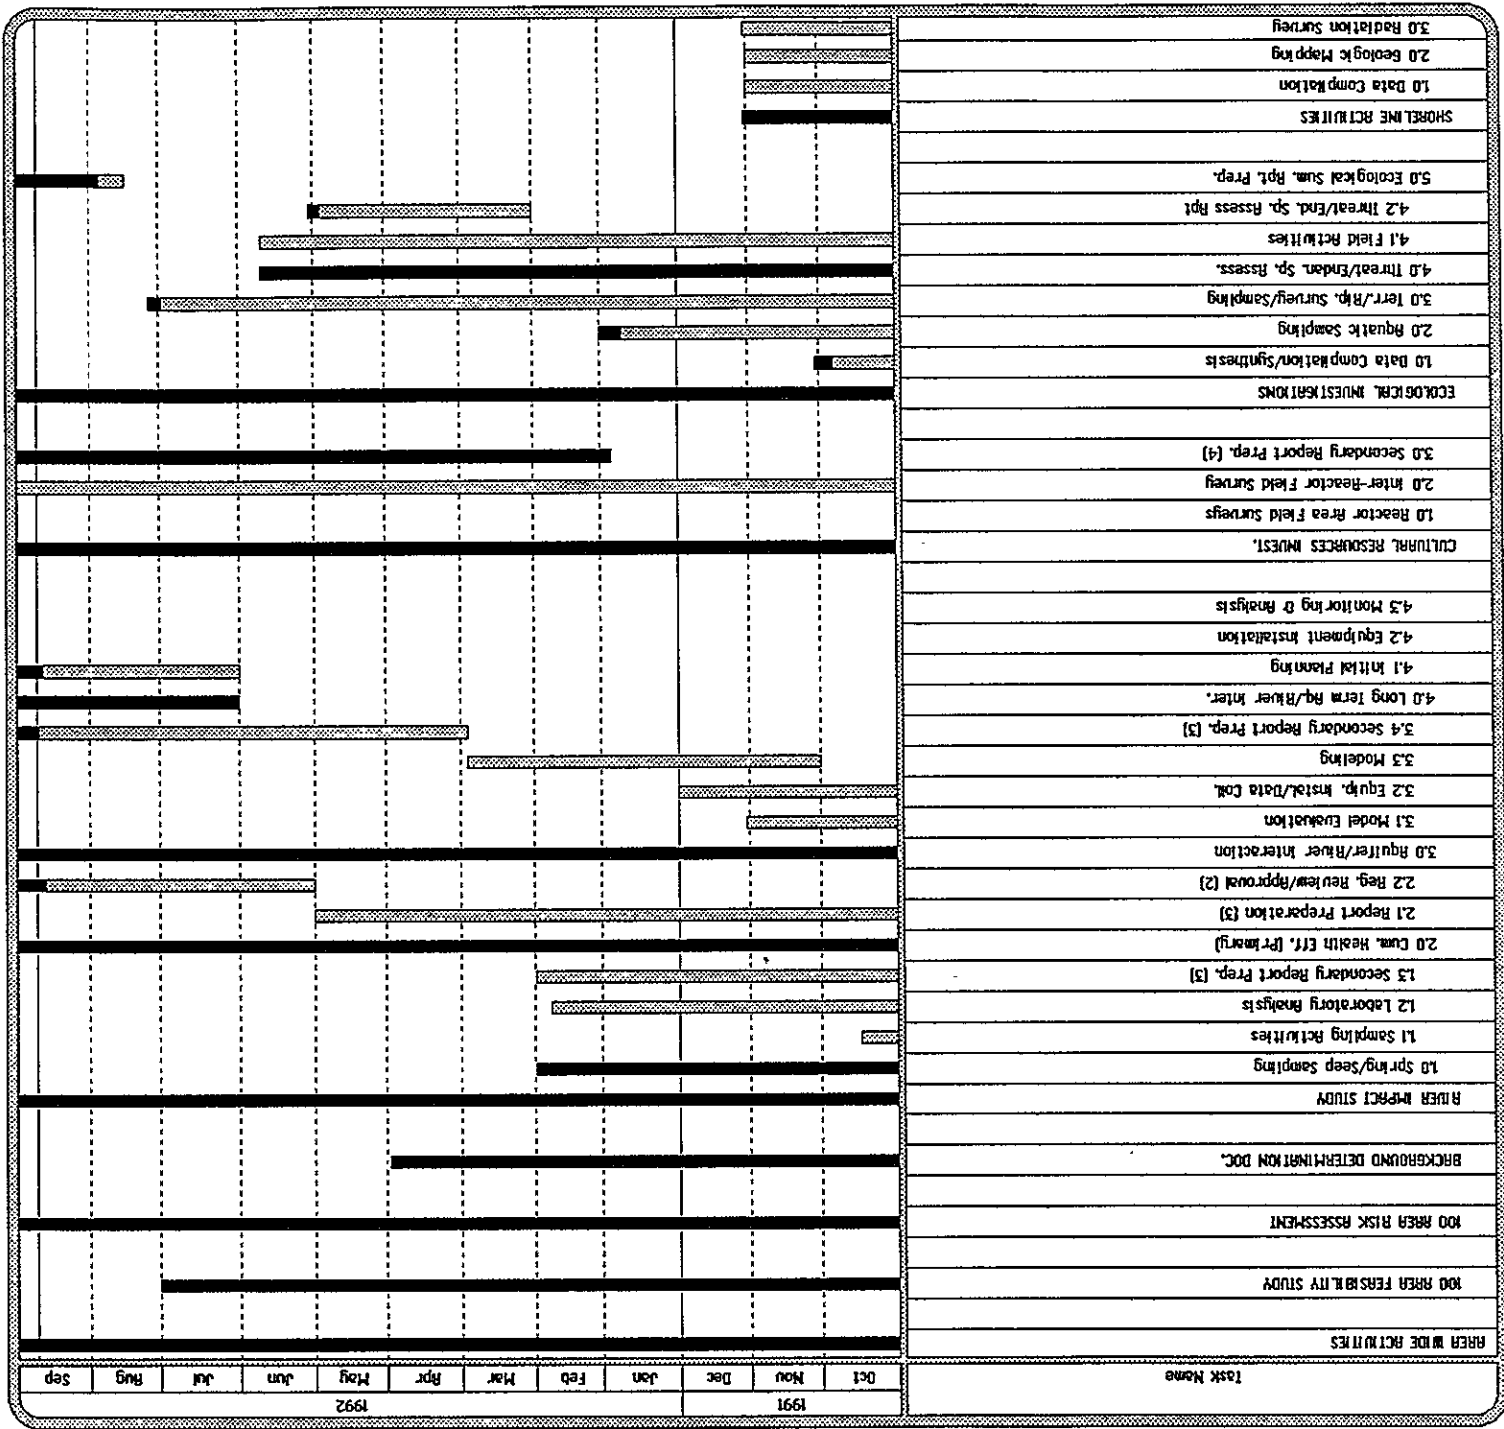 1991 1992
Task Name Oct Nov Dec Jan Feb Mar Apr May Jun Jul Aug Sep
AREA WIDE ACTIVITIES
100 AREA FEASIBILITY STUDY
100 AREA RISK ASSESSMENT
BACKGROUND DETERMINATION DOC.
RIVER IMPACT STUDY
1.0 Spring/Seep Sampling
1.1 Sampling Activities
1.2 Laboratory Analysis
1.3 Secondary Report Prep. (3)
2.0 Cum. Health Eff. (Primary)
2.1 Report Preparation (3)
2.2 Reg. Review/Approval (2)
3.0 Aquifer/River Interaction
3.1 Model Evaluation
3.2 Equip. Instal./Data Coll.
3.3 Modeling
3.4 Secondary Report Prep. (3)
4.0 Long Term Aq./River Inter.
4.1 Initial Planning
4.2 Equipment Installation
4.3 Monitoring & Analysis
CULTURAL RESOURCES INVEST.
1.0 Reactor Area Field Surveys
2.0 Inter-Reactor Field Survey
3.0 Secondary Report Prep. (4)
ECOLOGICAL INVESTIGATIONS
1.0 Data Compilation/Synthesis
2.0 Aquatic Sampling
3.0 Terr./Rip. Survey/Sampling
4.0 Threat/Endan. Sp. Assess.
4.1 Field Activities
4.2 Threat/End. Sp. Assess Rpt
5.0 Ecological Sum. Rpt. Prep.
SHORELINE ACTIVITIES
1.0 Data Compilation
2.0 Geologic Mapping
3.0 Radiation Survey